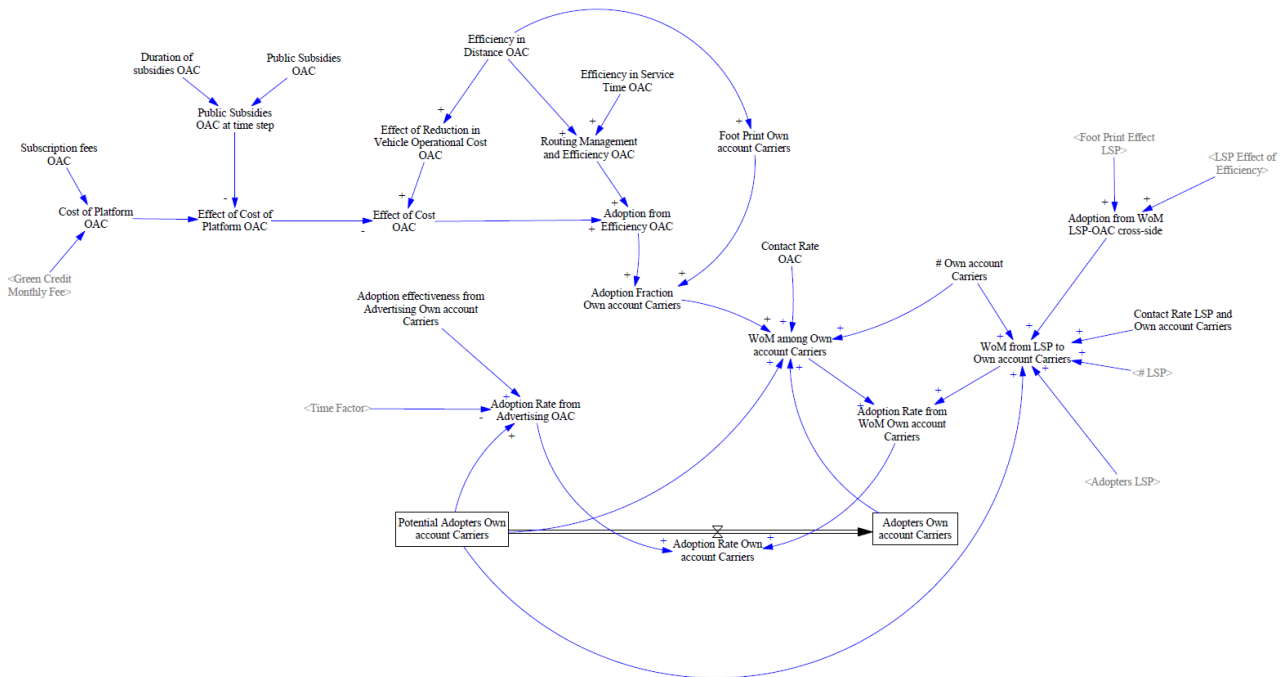 Efficiency in
Distance OAC
Duration of
subsidies OAC
Public Subsidies
OAC
Efficiency in Service
Time OAC
Public Subsidies
OAC at time step
Effect of Reduction in
Vehicle Operational Cost
OAC
Routing Management
and Efficiency OAC
Foot Print Own
account Carriers
Subscription fees
OAC
<Foot Print Effect
LSP>
<LSP Effect of
Efficiency>
Cost of Platform
OAC
Effect of Cost of
Platform OAC
Effect of Cost
OAC
Adoption from
Efficiency OAC
Adoption from WoM
LSP-OAC cross-side
<Green Credit
Monthly Fee>
Contact Rate
OAC
# Own account
Carriers
Adoption effectiveness from
Advertising Own account
Carriers
Adoption Fraction
Own account Carriers
Contact Rate LSP and
Own account Carriers
WoM among Own
account Carriers
WoM from LSP to
Own account Carriers
<# LSP>
<Time Factor>
Adoption Rate from
Advertising OAC
Adoption Rate from
WoM Own account
Carriers
<Adopters LSP>
Potential Adopters Own
account Carriers
Adopters Own
account Carriers
Adoption Rate Own
account Carriers